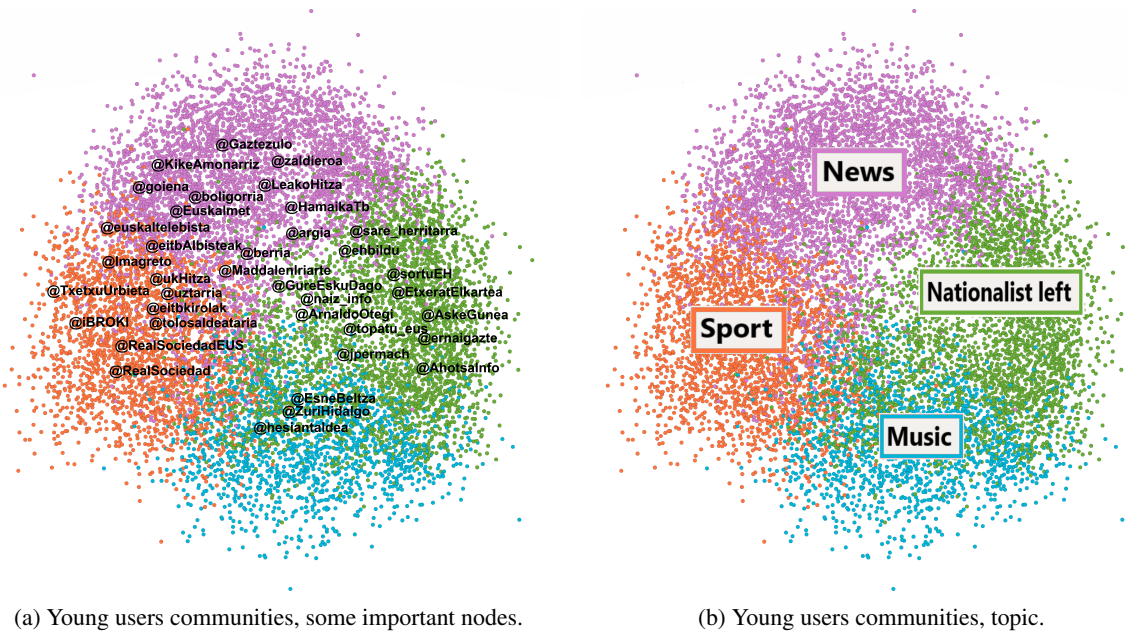 @Gaztezulo
@KikeAmonarriz
@zaldieroa
@goiena
@LeakoHitza
@boligorria
@Euskalmet
@HamaikaTb
@euskaltelebista
@argia
@sare_herritarra
@eitbAlbisteak
@berria
@ehbildu
@Imagreto
@MaddalenIriarte
@sortuEH
@ukHitza
@GureEskuDago
@TxetxuUrbieta
@uztarria
@naiz_info
@EtxeratElkartea
@eitbkirolak
@ArnaldoOtegi
@AskeGunea
@iBROKI
@tolosaldeataria
@topatu_eus
@ernaigazte
@RealSociedadEUS
@jpermach
@RealSociedad
@AhotsaInfo
@EsneBeltza
@ZuriHidalgo
@hesiantaldea
(a) Young users communities, some important nodes.
News
Nationalist left
Sport
Music
(b) Young users communities, topic.